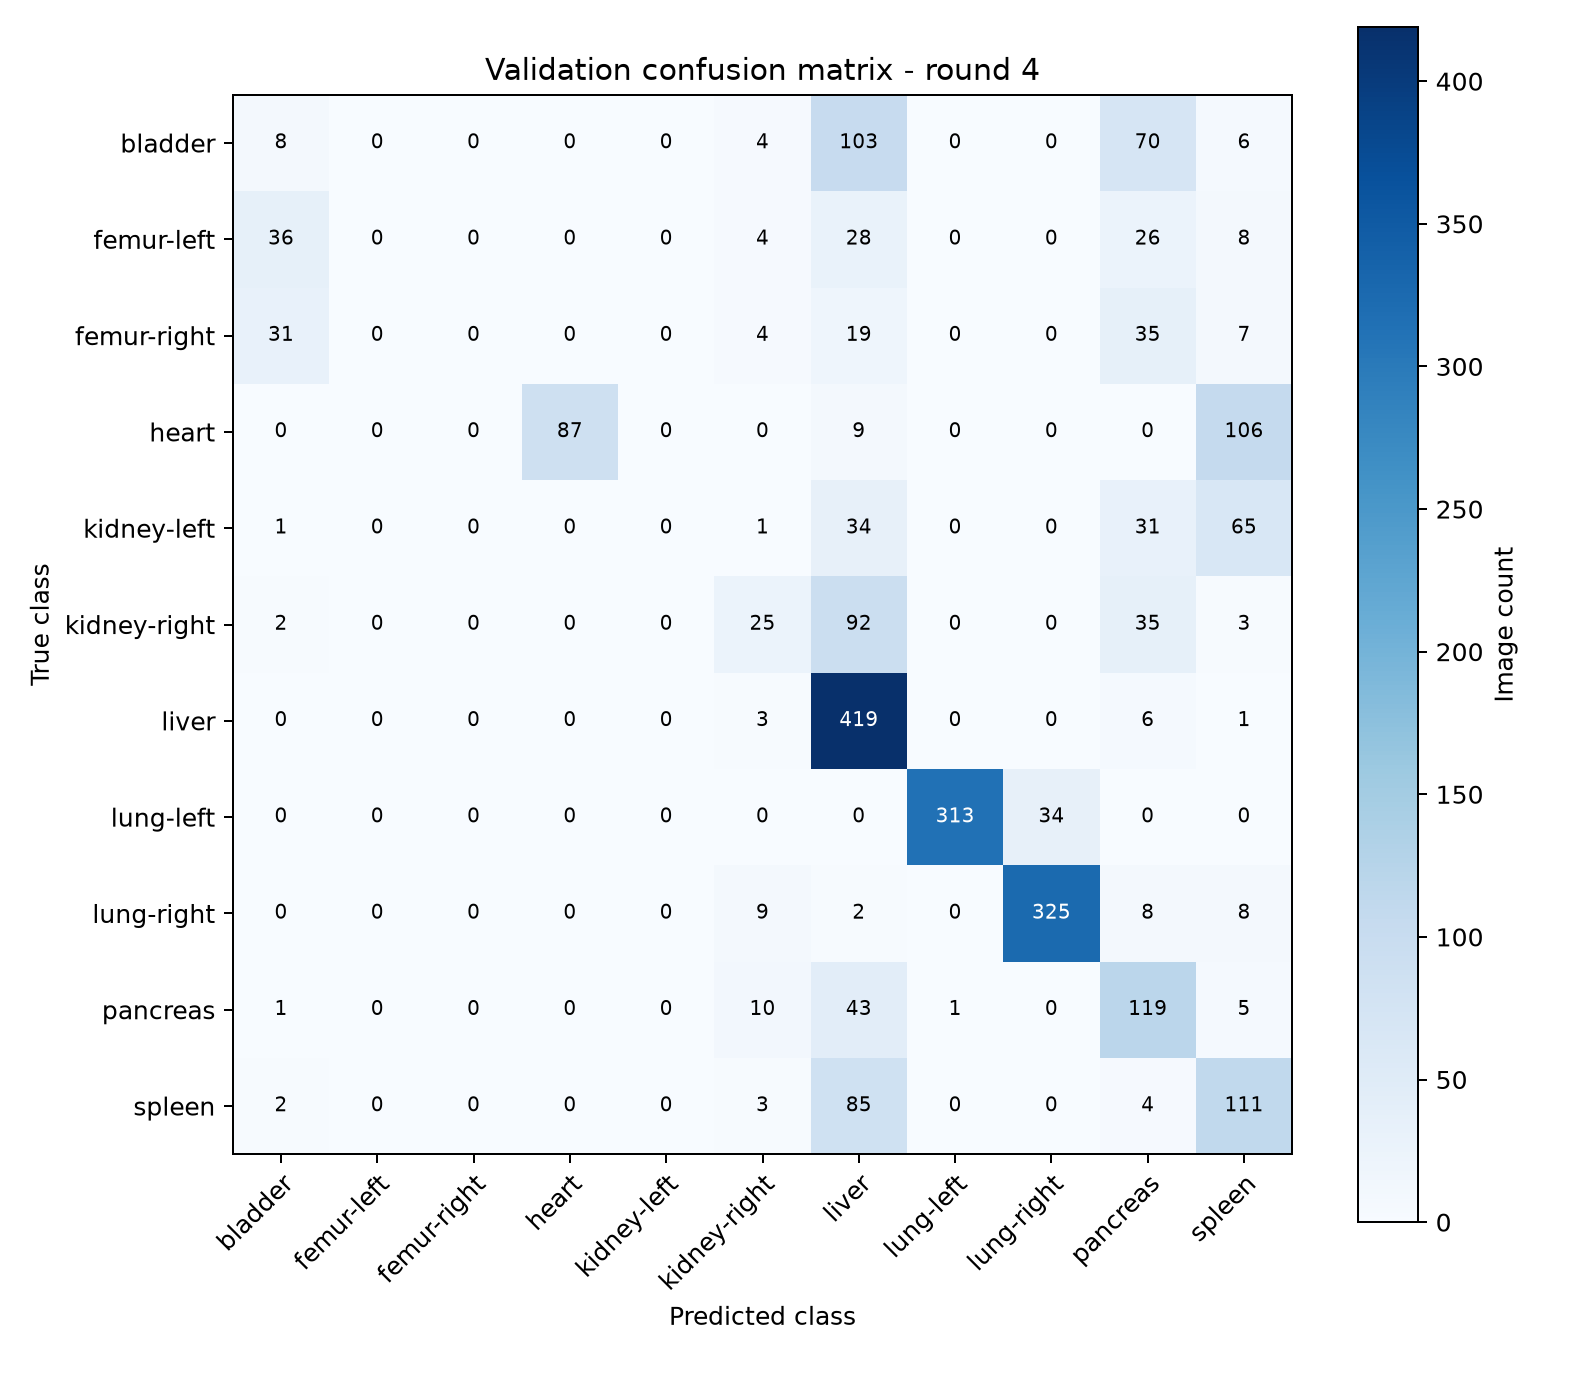 Validation confusion matrix - round 4
bladder 8 0 0 0 0 4 103 0 0 70 6
femur-left 36 0 0 0 0 4 28 0 0 26 8
femur-right 31 0 0 0 0 4 19 0 0 35 7
heart 0 0 0 87 0 0 9 0 0 0 106
kidney-left 1 0 0 0 0 1 34 0 0 31 65
kidney-right 2 0 0 0 0 25 92 0 0 35 3
liver 0 0 0 0 0 3 419 0 0 6 1
lung-left 0 0 0 0 0 0 0 313 34 0 0
lung-right 0 0 0 0 0 9 2 0 325 8 8
pancreas 1 0 0 0 0 10 43 1 0 119 5
spleen 2 0 0 0 0 3 85 0 0 4 111
True class
bladder femur-left femur-right heart kidney-left kidney-right liver lung-left lung-right pancreas spleen
Predicted class
400
350
300
250
200
150
100
50
0
Image count